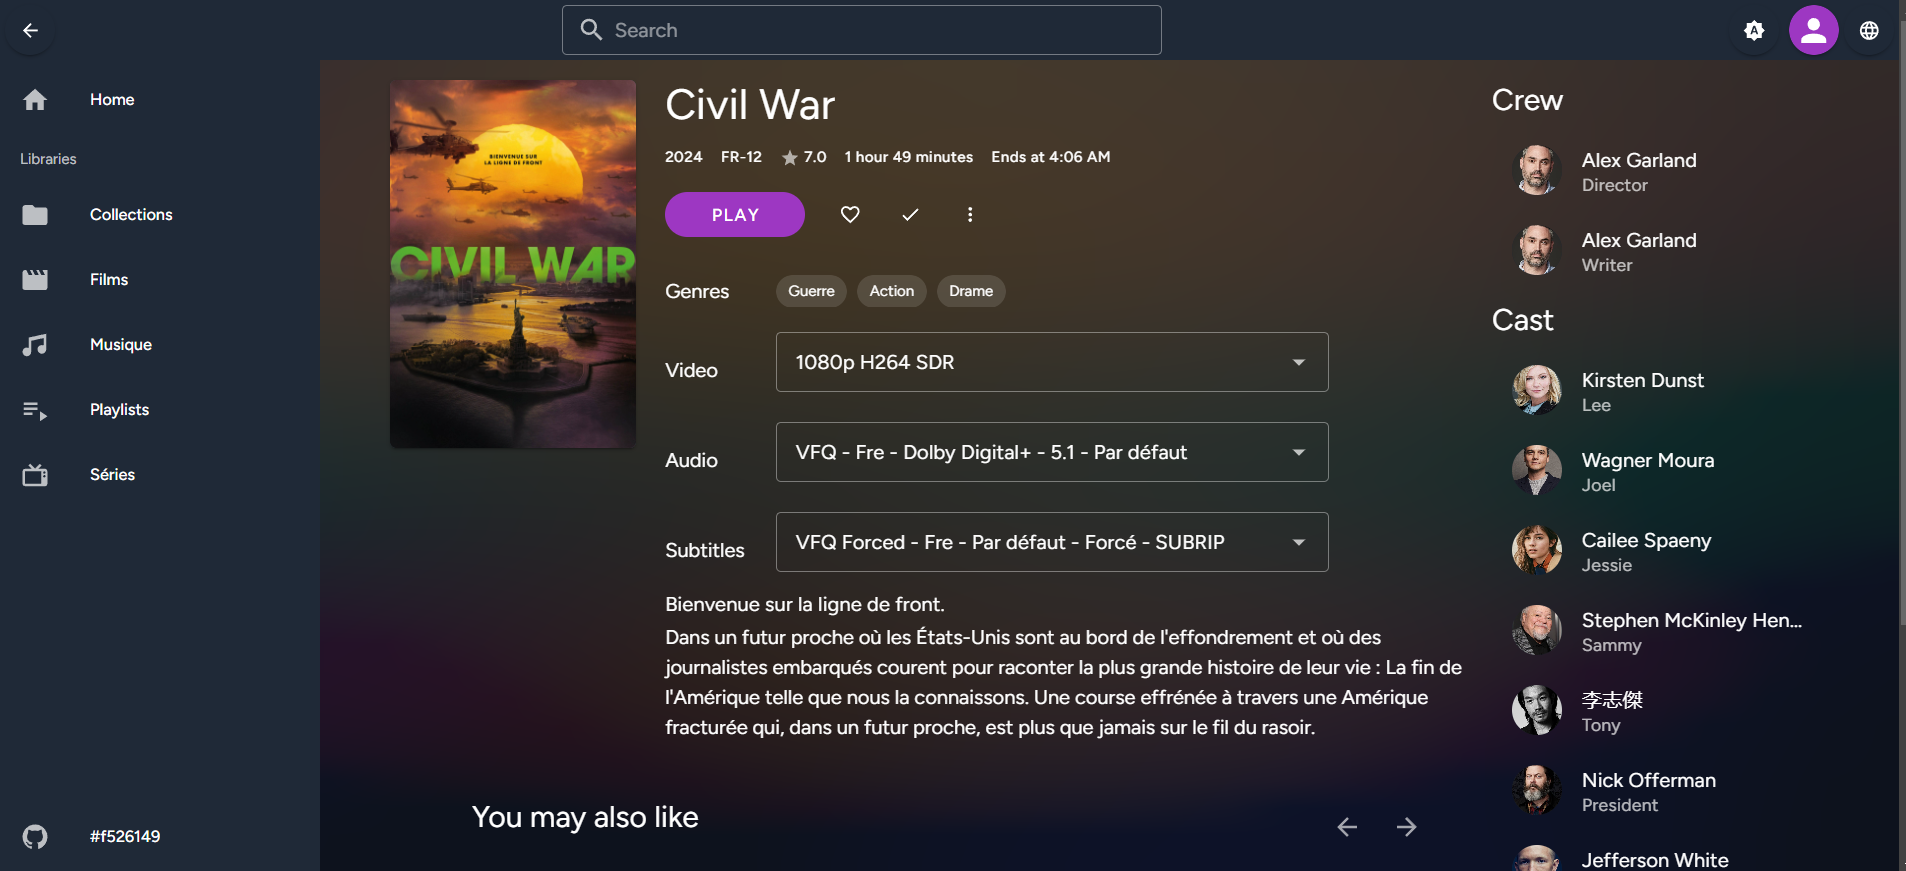 Search
Home
Libraries
Collections
Films
Musique
Playlists
Séries
#f526149
BIENVENUE SUR
LA LIGNE DE FRONT
CIVIL WAR
Civil War
2024 FR-12 7.0 1 hour 49 minutes Ends at 4:06 AM
PLAY
Genres Guerre Action Drame
Video 1080p H264 SDR
Audio VFQ - Fre - Dolby Digital+ - 5.1 - Par défaut
Subtitles VFQ Forced - Fre - Par défaut - Forcé - SUBRIP
Bienvenue sur la ligne de front.
Dans un futur proche où les États-Unis sont au bord de l'effondrement et où des
journalistes embarqués courent pour raconter la plus grande histoire de leur vie : La fin de
l'Amérique telle que nous la connaissons. Une course effrénée à travers une Amérique
fracturée qui, dans un futur proche, est plus que jamais sur le fil du rasoir.
You may also like
A
Crew
Alex Garland
Director
Alex Garland
Writer
Cast
Kirsten Dunst
Lee
Wagner Moura
Joel
Cailee Spaeny
Jessie
Stephen McKinley Hen...
Sammy
李志傑
Tony
Nick Offerman
President
Jefferson White